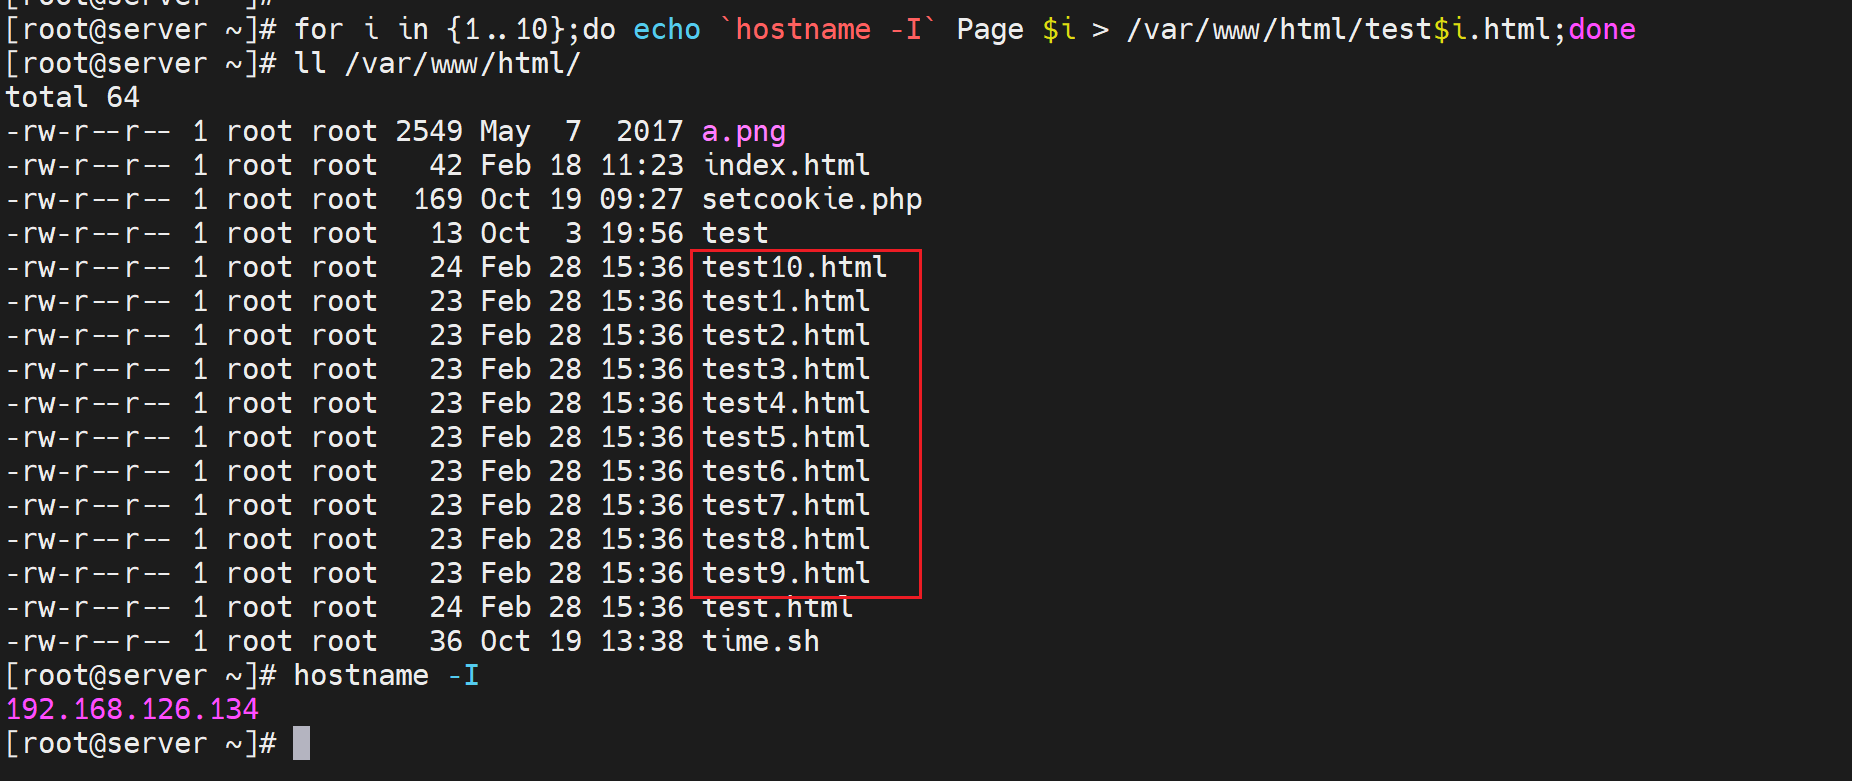 [root@server ~]#
[root@server ~]# for i in {1..10};do echo `hostname -I` Page $i > /var/www/html/test$i.html;done
[root@server ~]# ll /var/www/html/
total 64
-rw-r--r-- 1 root root 2549 May  7  2017 a.png
-rw-r--r-- 1 root root   42 Feb 18 11:23 index.html
-rw-r--r-- 1 root root  169 Oct 19 09:27 setcookie.php
-rw-r--r-- 1 root root   13 Oct  3 19:56 test
-rw-r--r-- 1 root root   24 Feb 28 15:36 test10.html
-rw-r--r-- 1 root root   23 Feb 28 15:36 test1.html
-rw-r--r-- 1 root root   23 Feb 28 15:36 test2.html
-rw-r--r-- 1 root root   23 Feb 28 15:36 test3.html
-rw-r--r-- 1 root root   23 Feb 28 15:36 test4.html
-rw-r--r-- 1 root root   23 Feb 28 15:36 test5.html
-rw-r--r-- 1 root root   23 Feb 28 15:36 test6.html
-rw-r--r-- 1 root root   23 Feb 28 15:36 test7.html
-rw-r--r-- 1 root root   23 Feb 28 15:36 test8.html
-rw-r--r-- 1 root root   23 Feb 28 15:36 test9.html
-rw-r--r-- 1 root root   24 Feb 28 15:36 test.html
-rw-r--r-- 1 root root   36 Oct 19 13:38 time.sh
[root@server ~]# hostname -I
192.168.126.134
[root@server ~]#